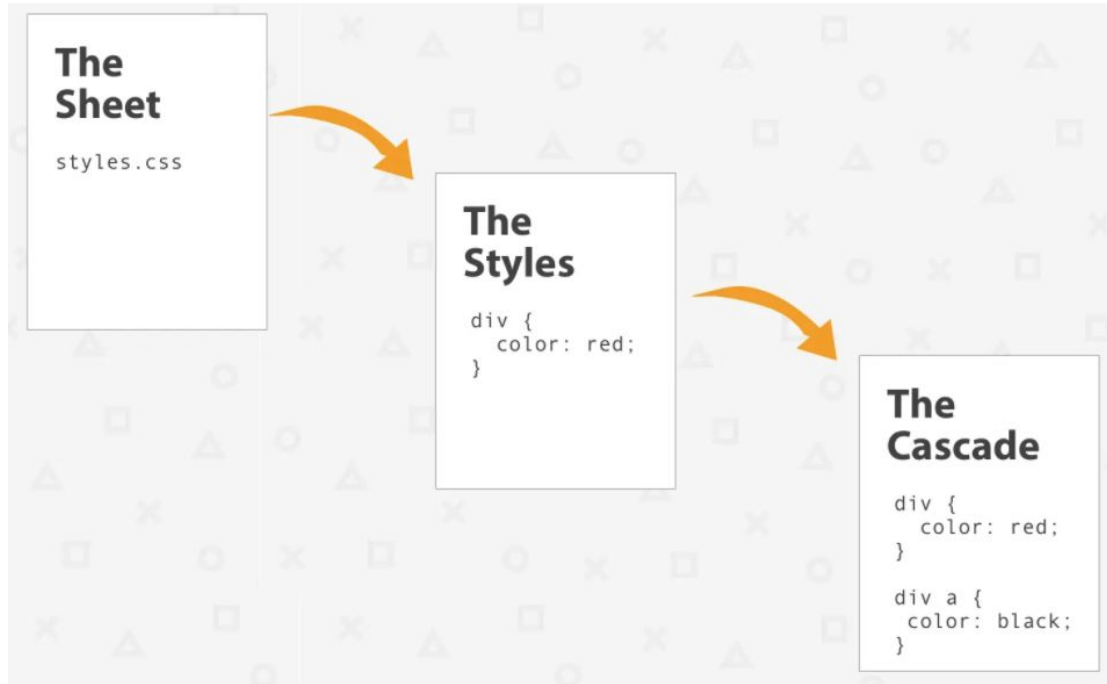 The
Sheet
styles.css
The
Styles
div {
  color: red;
}
The
Cascade
div {
  color: red;
}
div a {
 color: black;
}